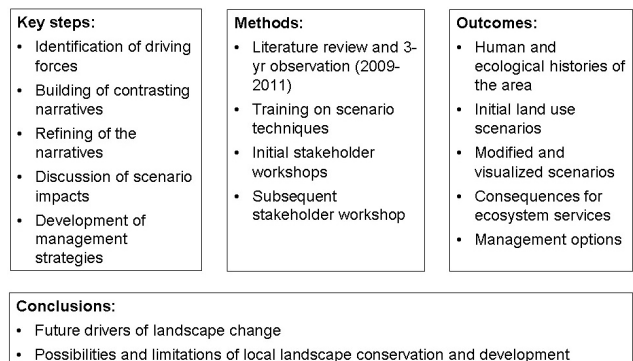 Key steps:
• Identification of driving
forces
• Building of contrasting
narratives
• Refining of the
narratives
• Discussion of scenario
impacts
• Development of
management
strategies
Methods:
• Literature review and 3-
yr observation (2009-
2011)
• Training on scenario
techniques
• Initial stakeholder
workshops
• Subsequent
stakeholder workshop
Outcomes:
• Human and
ecological histories of
the area
• Initial land use
scenarios
• Modified and
visualized scenarios
• Consequences for
ecosystem services
• Management options
Conclusions:
• Future drivers of landscape change
• Possibilities and limitations of local landscape conservation and development